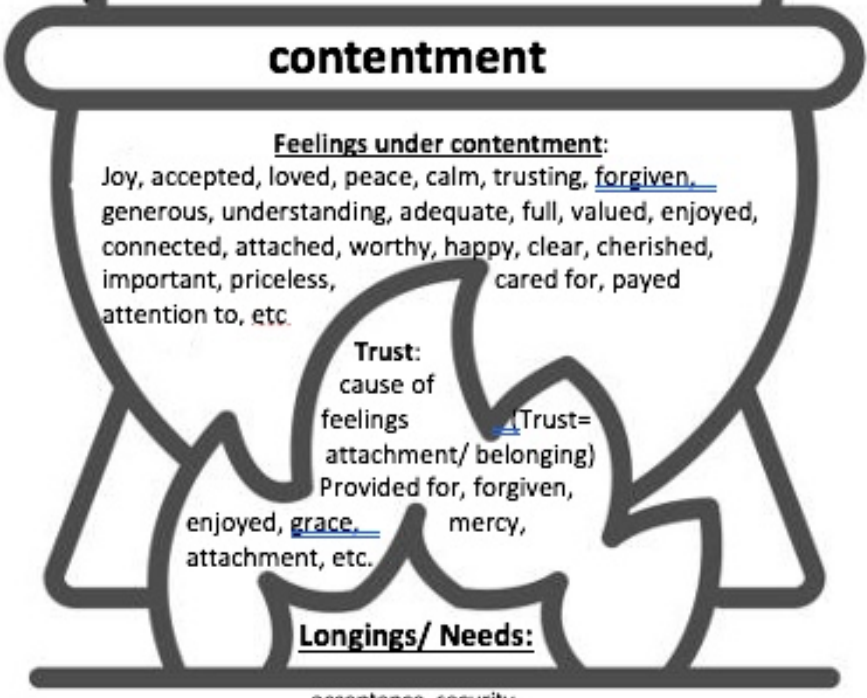 contentment
Feelings under contentment:
Joy, accepted, loved, peace, calm, trusting, forgiven,
generous, understanding, adequate, full, valued, enjoyed,
connected, attached, worthy, happy, clear, cherished,
important, priceless, cared for, payed
attention to, etc
Trust:
cause of
feelings (Trust=
attachment/ belonging)
Provided for, forgiven,
enjoyed, grace, mercy,
attachment, etc.
Longings/ Needs:
acceptance, security